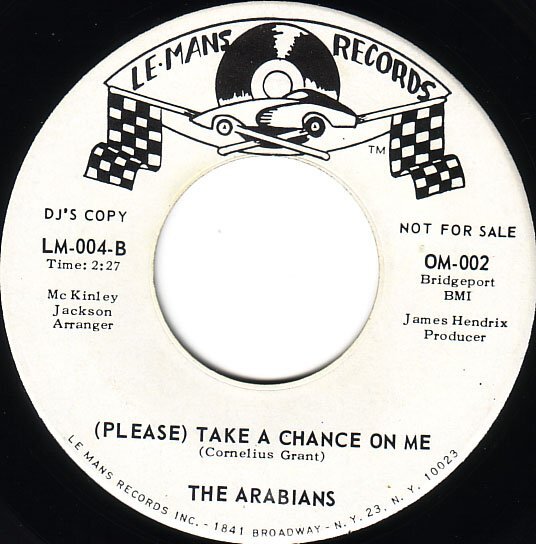 LE-MANS RECORDS
TM
DJ'S COPY
LM-004-B
Time: 2:27
McKinley
Jackson
Arranger
NOT FOR SALE
OM-002
Bridgeport
BMI
James Hendrix
Producer
(PLEASE) TAKE A CHANCE ON ME
(Cornelius Grant)
THE ARABIANS
LE MANS RECORDS INC. - 1841 BROADWAY - N.Y. 23, N.Y. 10023